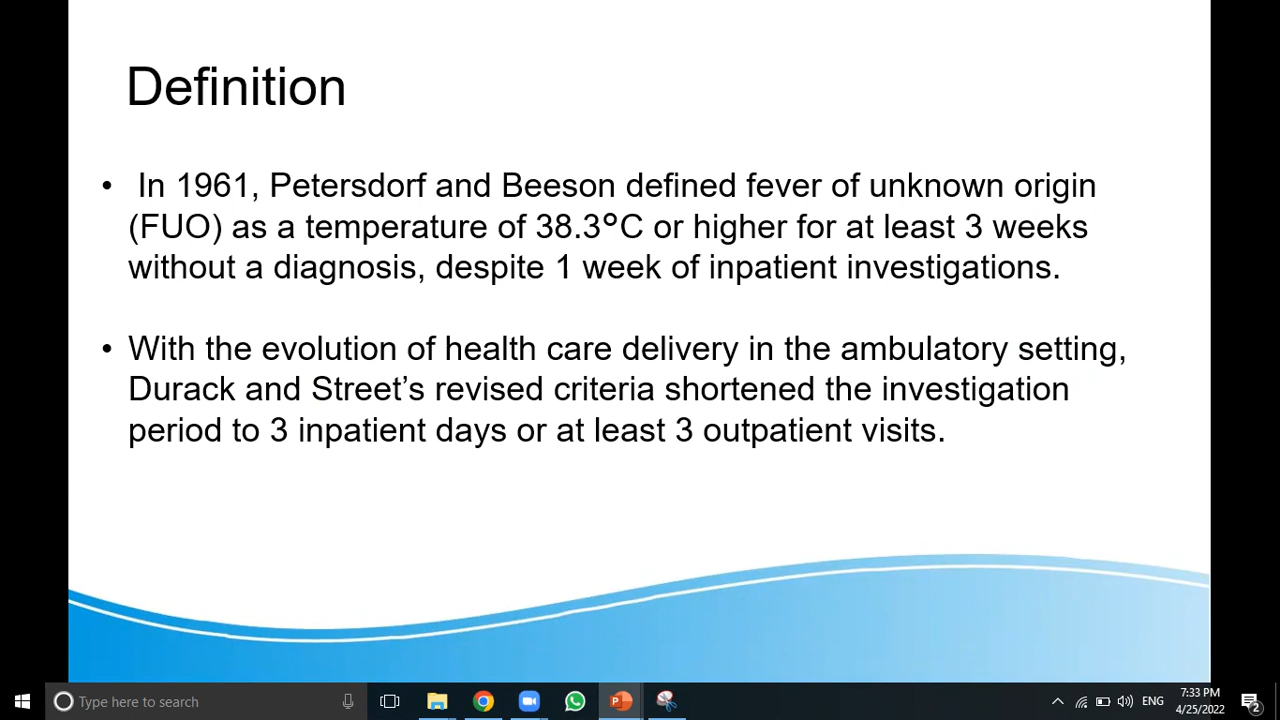 Definition
• In 1961, Petersdorf and Beeson defined fever of unknown origin
(FUO) as a temperature of 38.3°C or higher for at least 3 weeks
without a diagnosis, despite 1 week of inpatient investigations.
• With the evolution of health care delivery in the ambulatory setting,
Durack and Street’s revised criteria shortened the investigation
period to 3 inpatient days or at least 3 outpatient visits.
Type here to search
ENG
7:33 PM
4/25/2022
2